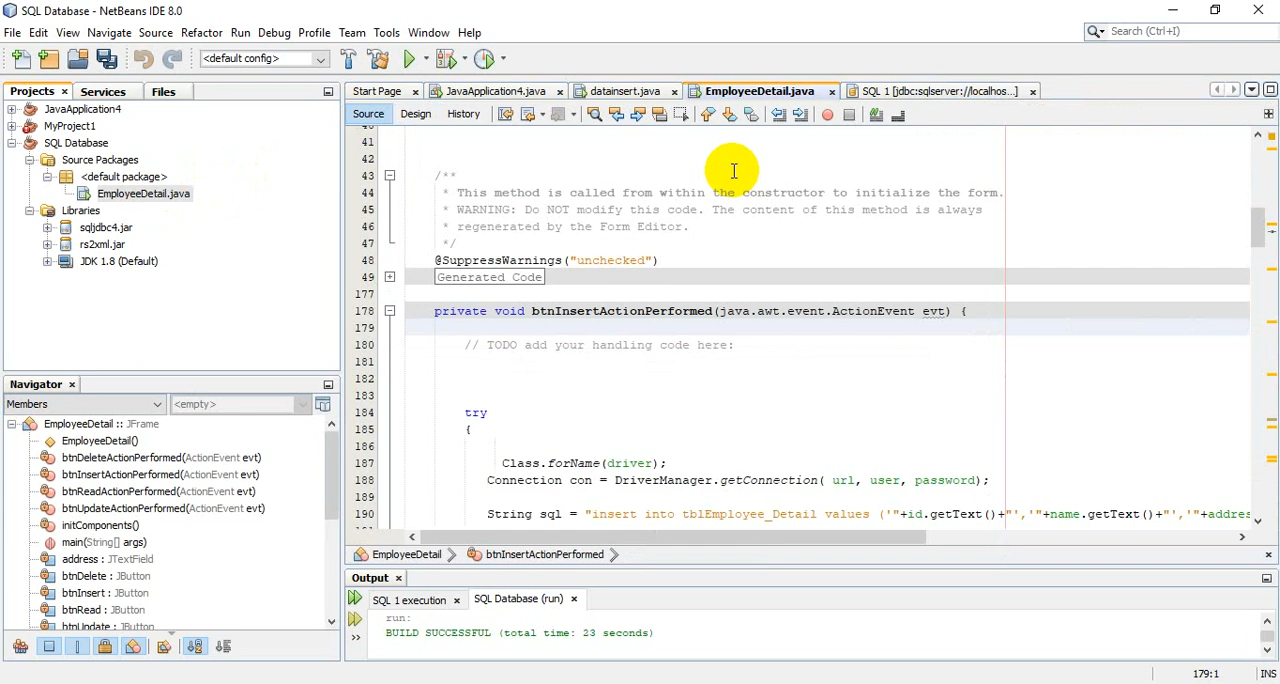 SQL Database - NetBeans IDE 8.0
File Edit View Navigate Source Refactor Run Debug Profile Team Tools Window Help
Search (Ctrl+I)
<default config>
Projects
Services
Files
JavaApplication4
MyProject1
SQL Database
Source Packages
<default package>
EmployeeDetail.java
Libraries
sqljdbc4.jar
rs2xml.jar
JDK 1.8 (Default)
Navigator
Members
<empty>
EmployeeDetail :: JFrame
EmployeeDetail()
btnDeleteActionPerformed(ActionEvent evt)
btnInsertActionPerformed(ActionEvent evt)
btnReadActionPerformed(ActionEvent evt)
btnUpdateActionPerformed(ActionEvent evt)
initComponents()
main(String[] args)
address : JTextField
btnDelete : JButton
btnInsert : JButton
btnRead : JButton
btnUpdate : JButton
Start Page
JavaApplication4.java
datainsert.java
EmployeeDetail.java
SQL 1 [jdbc:sqlserver://localhos...]
Source Design History
40
41
42
43 /**
44 * This method is called from within the constructor to initialize the form.
45 * WARNING: Do NOT modify this code. The content of this method is always
46 * regenerated by the Form Editor.
47 */
48 @SuppressWarnings("unchecked")
49 Generated Code
177
178 private void btnInsertActionPerformed(java.awt.event.ActionEvent evt) {
179
180 // TODO add your handling code here:
181
182
183
184 try
185 {
186
187 Class.forName(driver);
188 Connection con = DriverManager.getConnection( url, user, password);
189
190 String sql = "insert into tblEmployee_Detail values ('"+id.getText()+"','"+name.getText()+"','"+addres
EmployeeDetail
btnInsertActionPerformed
Output
SQL 1 execution
SQL Database (run)
run:
BUILD SUCCESSFUL (total time: 23 seconds)
179:1
INS